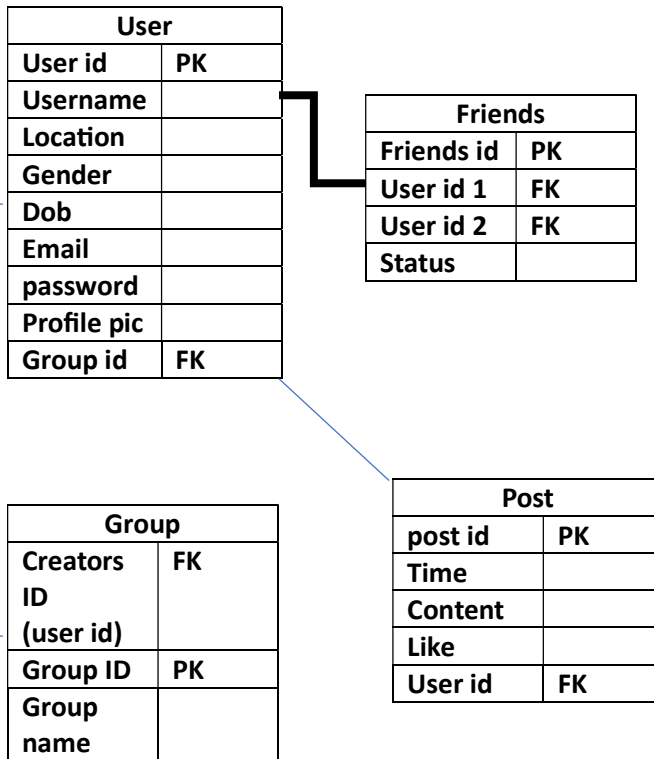 User
User id PK
Username
Location
Gender
Dob
Email
password
Profile pic
Group id FK
Friends
Friends id PK
User id 1 FK
User id 2 FK
Status
Group
Creators FK
ID
(user id)
Group ID PK
Group
name
Post
post id PK
Time
Content
Like
User id FK